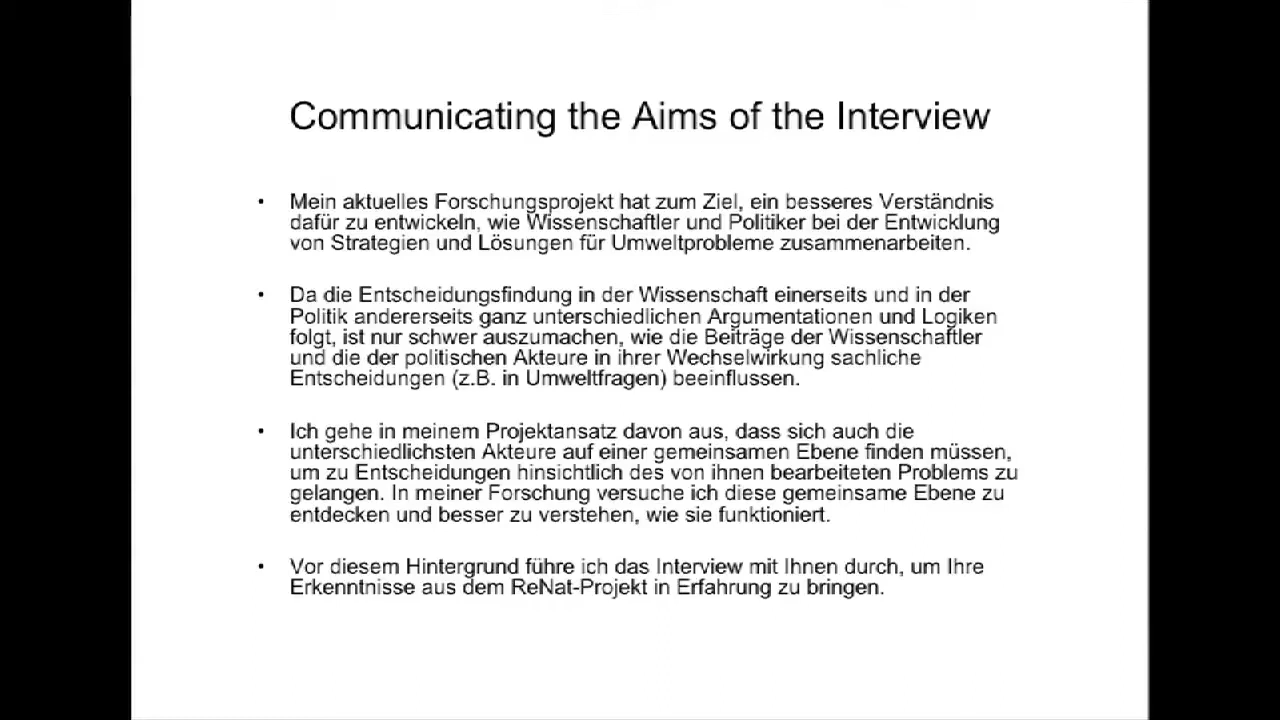 Communicating the Aims of the Interview
• Mein aktuelles Forschungsprojekt hat zum Ziel, ein besseres Verständnis
dafür zu entwickeln, wie Wissenschaftler und Politiker bei der Entwicklung
von Strategien und Lösungen für Umweltprobleme zusammenarbeiten.
• Da die Entscheidungsfindung in der Wissenschaft einerseits und in der
Politik andererseits ganz unterschiedlichen Argumentationen und Logiken
folgt, ist nur schwer auszumachen, wie die Beiträge der Wissenschaftler
und die der politischen Akteure in ihrer Wechselwirkung sachliche
Entscheidungen (z.B. in Umweltfragen) beeinflussen.
• Ich gehe in meinem Projektansatz davon aus, dass sich auch die
unterschiedlichsten Akteure auf einer gemeinsamen Ebene finden müssen,
um zu Entscheidungen hinsichtlich des von ihnen bearbeiteten Problems zu
gelangen. In meiner Forschung versuche ich diese gemeinsame Ebene zu
entdecken und besser zu verstehen, wie sie funktioniert.
• Vor diesem Hintergrund führe ich das Interview mit Ihnen durch, um Ihre
Erkenntnisse aus dem ReNat-Projekt in Erfahrung zu bringen.